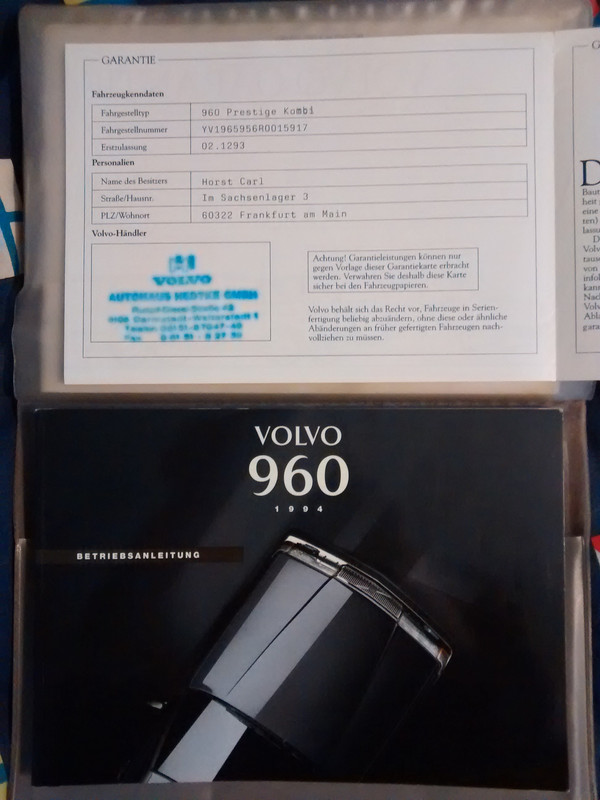 GARANTIE
Fahrzeugkenndaten
Fahrgestelltyp 960 Prestige Kombi
Fahrgestellnummer YV1965956R0015917
Erstzulassung 02.1293
Personalien
Name des Besitzers Horst Carl
Straße/Hausnr. Im Sachsenlager 3
PLZ/Wohnort 60322 Frankfurt am Main
Volvo-Händler
VOLVO
AUTOHAUS HEDTKE GMBH
Achtung! Garantieleistungen können nur
gegen Vorlage dieser Garantiekarte erbracht
werden. Verwahren Sie deshalb diese Karte
sicher bei den Fahrzeugpapieren.
Volvo behält sich das Recht vor, Fahrzeuge in Serien-
fertigung beliebig abzuändern, ohne diese oder ähnliche
Abänderungen an früher gefertigten Fahrzeugen nach-
vollziehen zu müssen.
VOLVO
960
1994
BETRIEBSANLEITUNG